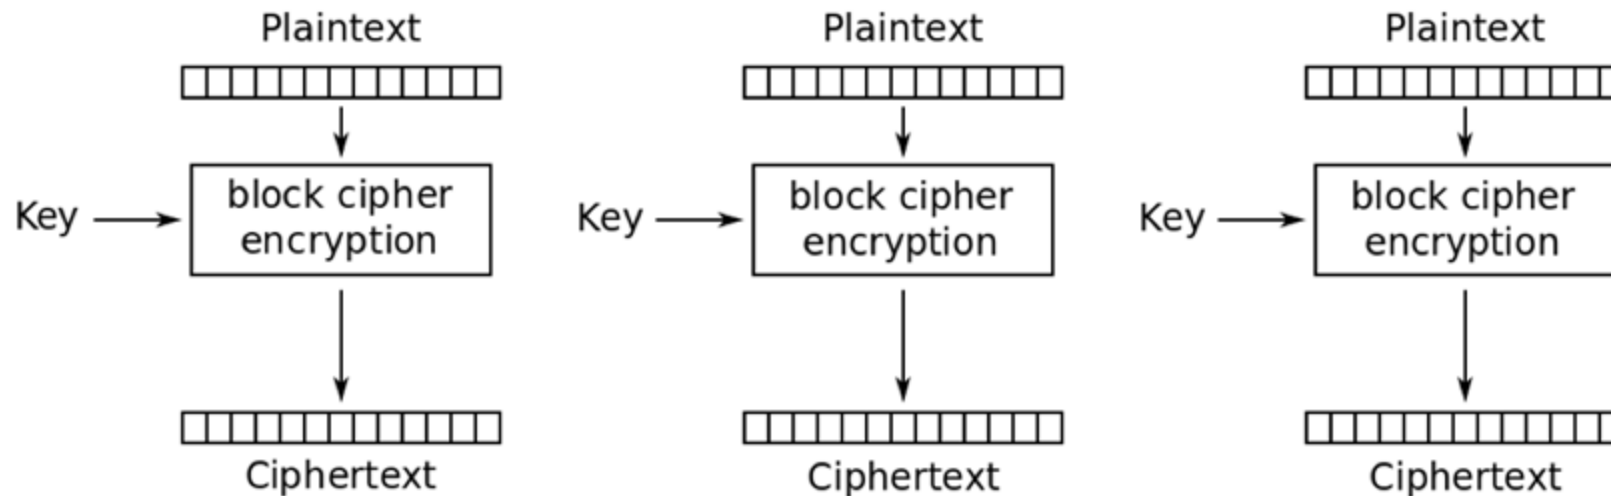 Plaintext Plaintext Plaintext
Key block cipher encryption Key block cipher encryption Key block cipher encryption
Ciphertext Ciphertext Ciphertext